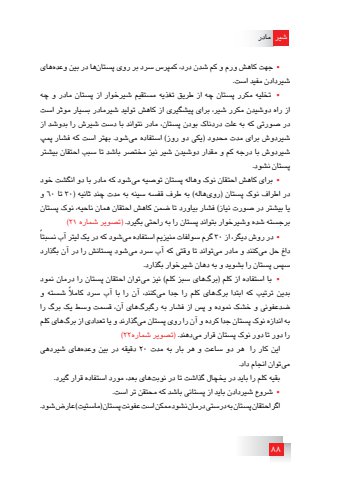 شیر مادر
• جهت کاهش ورم و کم شدن درد، کمپرس سرد بر روی پستان‌ها در بین وعده‌های
شیردادن مفید است.
• تخلیه مکرر پستان چه از طریق تغذیه مستقیم شیرخوار از پستان مادر و چه
از راه دوشیدن مکرر شیر، برای پیشگیری از کاهش تولید شیرمادر بسیار موثر است
در صورتی که به علت دردناک بودن پستان، مادر نتواند با دست شیرش را بدوشد از
شیردوش برای مدت محدود (یکی دو روز) استفاده می‌شود. بهتر است که فشار پمپ
شیردوش با درجه کم و مقدار دوشیدن شیر نیز مختصر باشد تا سبب احتقان بیشتر
پستان نشود.
• برای کاهش احتقان نوک وهاله پستان توصیه می‌شود که مادر با دو انگشت خود
در اطراف نوک پستان (روی‌هاله) به طرف قفسه سینه به مدت چند ثانیه (۳۰ تا ۶۰ و
یا بیشتر در صورت نیاز) فشار بیاورد تا ضمن کاهش احتقان همان ناحیه، نوک پستان
برجسته شده وشیرخوار بتواند پستان را به راحتی بگیرد. (تصویر شماره ۲۱)
• در روش دیگر، از ۳۰ گرم سولفات منیزیم استفاده می‌شود که در یک لیتر آب نسبتاً
داغ حل می‌کنند و مادر می‌تواند تا وقتی که آب سرد می‌شود پستانش را در آن بگذارد
سپس پستان را بشوید و به دهان شیرخوار بگذارد.
• با استفاده از کلم (برگ‌های سبز کلم) نیز می‌توان احتقان پستان را درمان نمود
بدین ترتیب که ابتدا برگ‌های کلم را جدا می‌کنند، آن را با آب سرد کاملاً شسته و
ضدعفونی و خشک نموده و پس از فشار به رگبرگ‌های آن، قسمت وسط یک برگ را
به اندازه نوک پستان جدا کرده و آن را روی پستان می‌گذارند و یا تعدادی از برگ‌های کلم
را دور تا دور نوک پستان قرار می‌دهند. (تصویر شماره۲۲)
این کار را هر دو ساعت و هر بار به مدت ۲۰ دقیقه در بین وعده‌های شیردهی
می‌توان انجام داد.
بقیه کلم را باید در یخچال گذاشت تا در نوبت‌های بعد، مورد استفاده قرار گیرد.
• شروع شیردادن باید از پستانی باشد که محتقن تر است.
اگر احتقان پستان به درستی درمان نشود ممکن است عفونت پستان (ماستیت) عارض شود.
۸۸